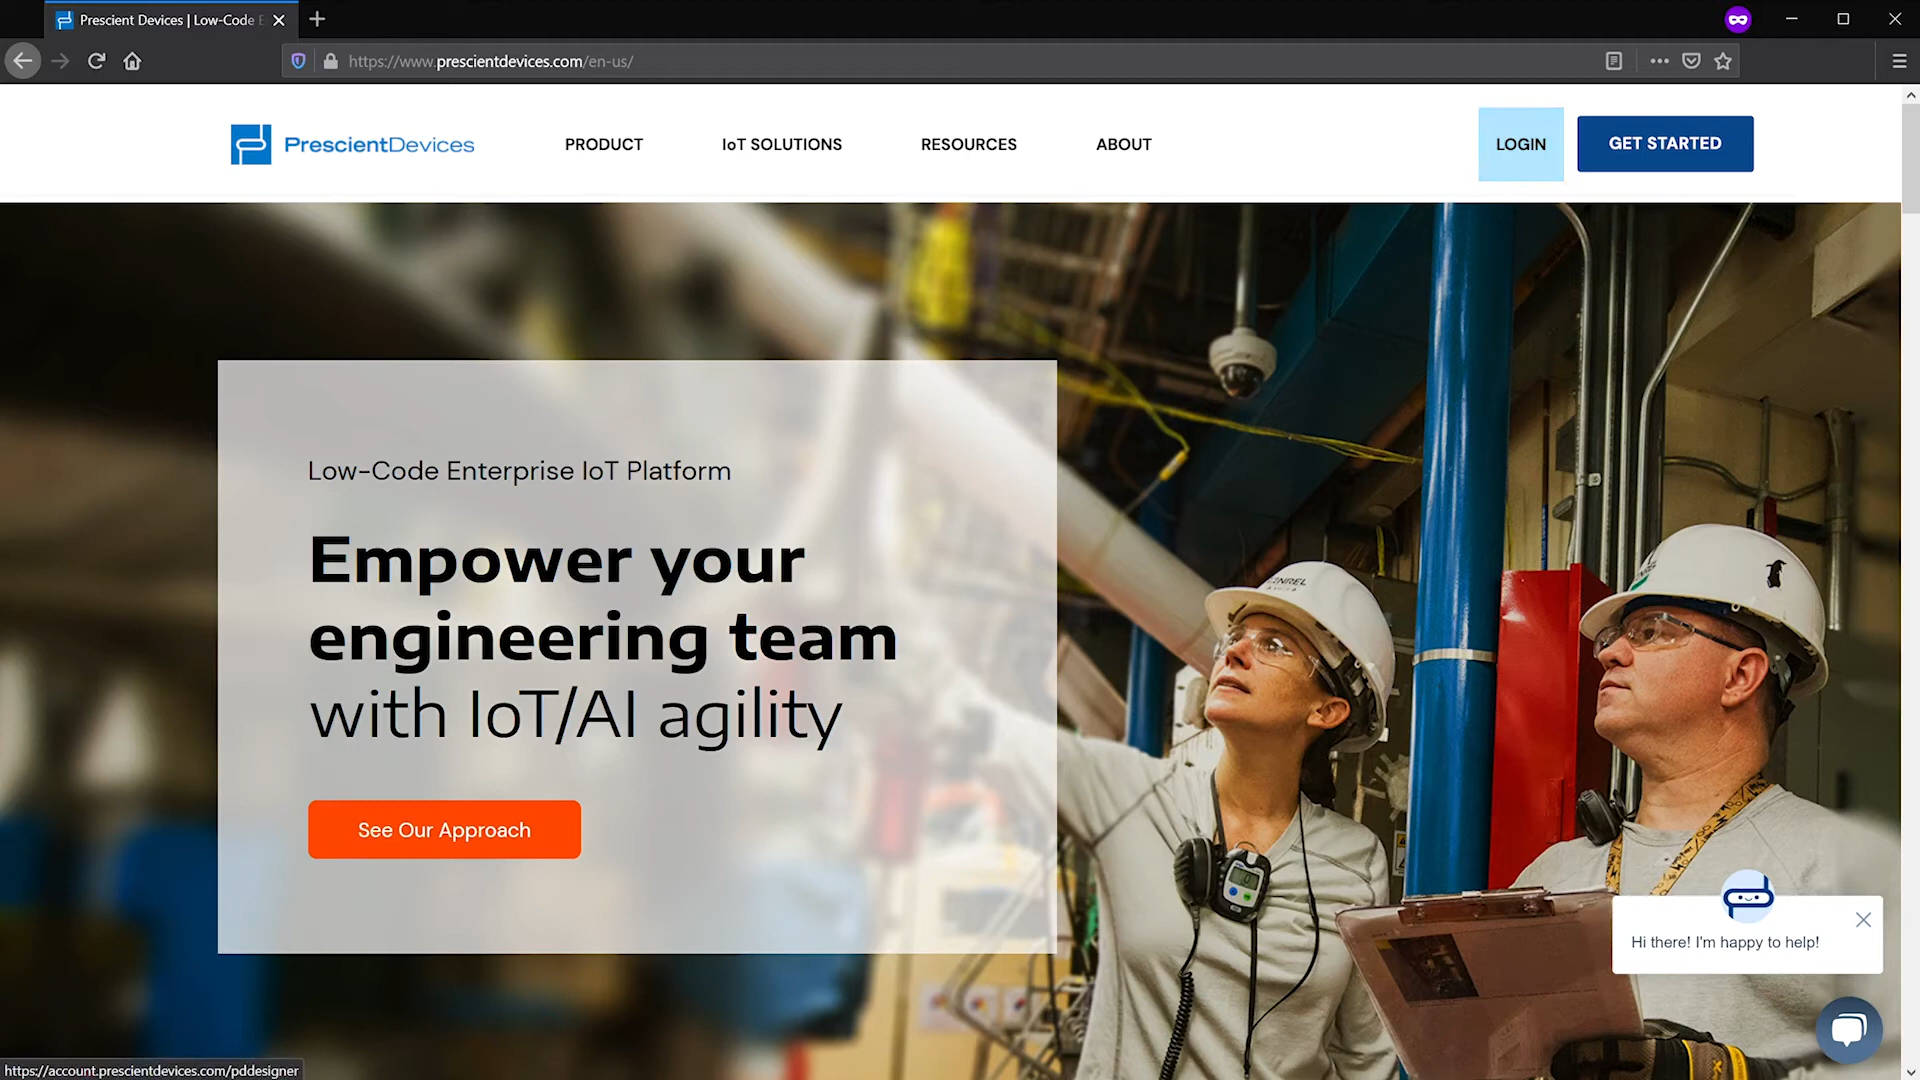 Prescient Devices | Low-Code E
https://www.prescientdevices.com/en-us/
PrescientDevices
PRODUCT
IoT SOLUTIONS
RESOURCES
ABOUT
LOGIN
GET STARTED
Low-Code Enterprise IoT Platform
Empower your
engineering team
with IoT/AI agility
See Our Approach
Hi there! I'm happy to help!
https://account.prescientdevices.com/pddesigner